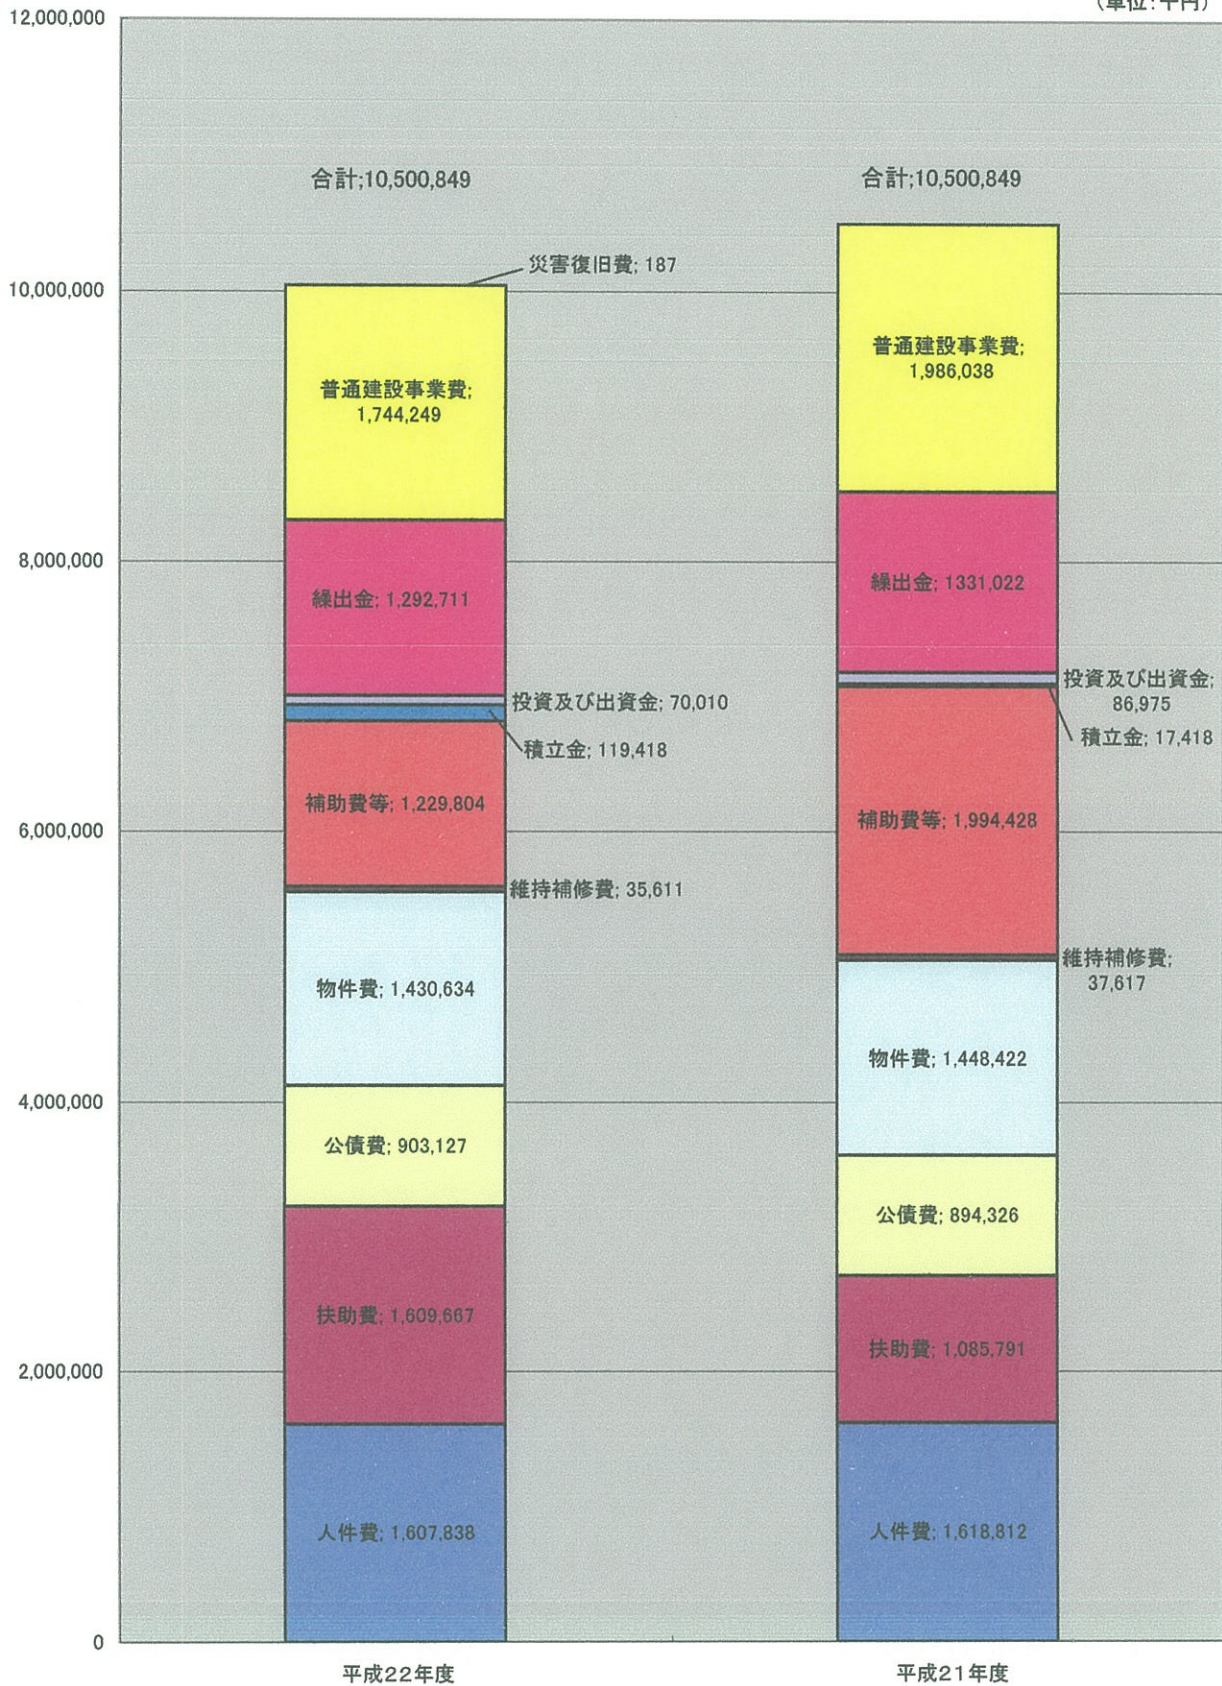 (単位:千円)
12,000,000
合計;10,500,849
合計;10,500,849
災害復旧費; 187
10,000,000
普通建設事業費;
1,744,249
普通建設事業費;
1,986,038
8,000,000
繰出金; 1,292,711
繰出金; 1331,022
投資及び出資金; 70,010
積立金; 119,418
投資及び出資金;
86,975
積立金; 17,418
補助費等; 1,229,804
補助費等; 1,994,428
6,000,000
維持補修費; 35,611
維持補修費;
37,617
物件費; 1,430,634
物件費; 1,448,422
4,000,000
公債費; 903,127
公債費; 894,326
扶助費; 1,609,667
扶助費; 1,085,791
2,000,000
人件費; 1,607,838
人件費; 1,618,812
0
平成22年度
平成21年度